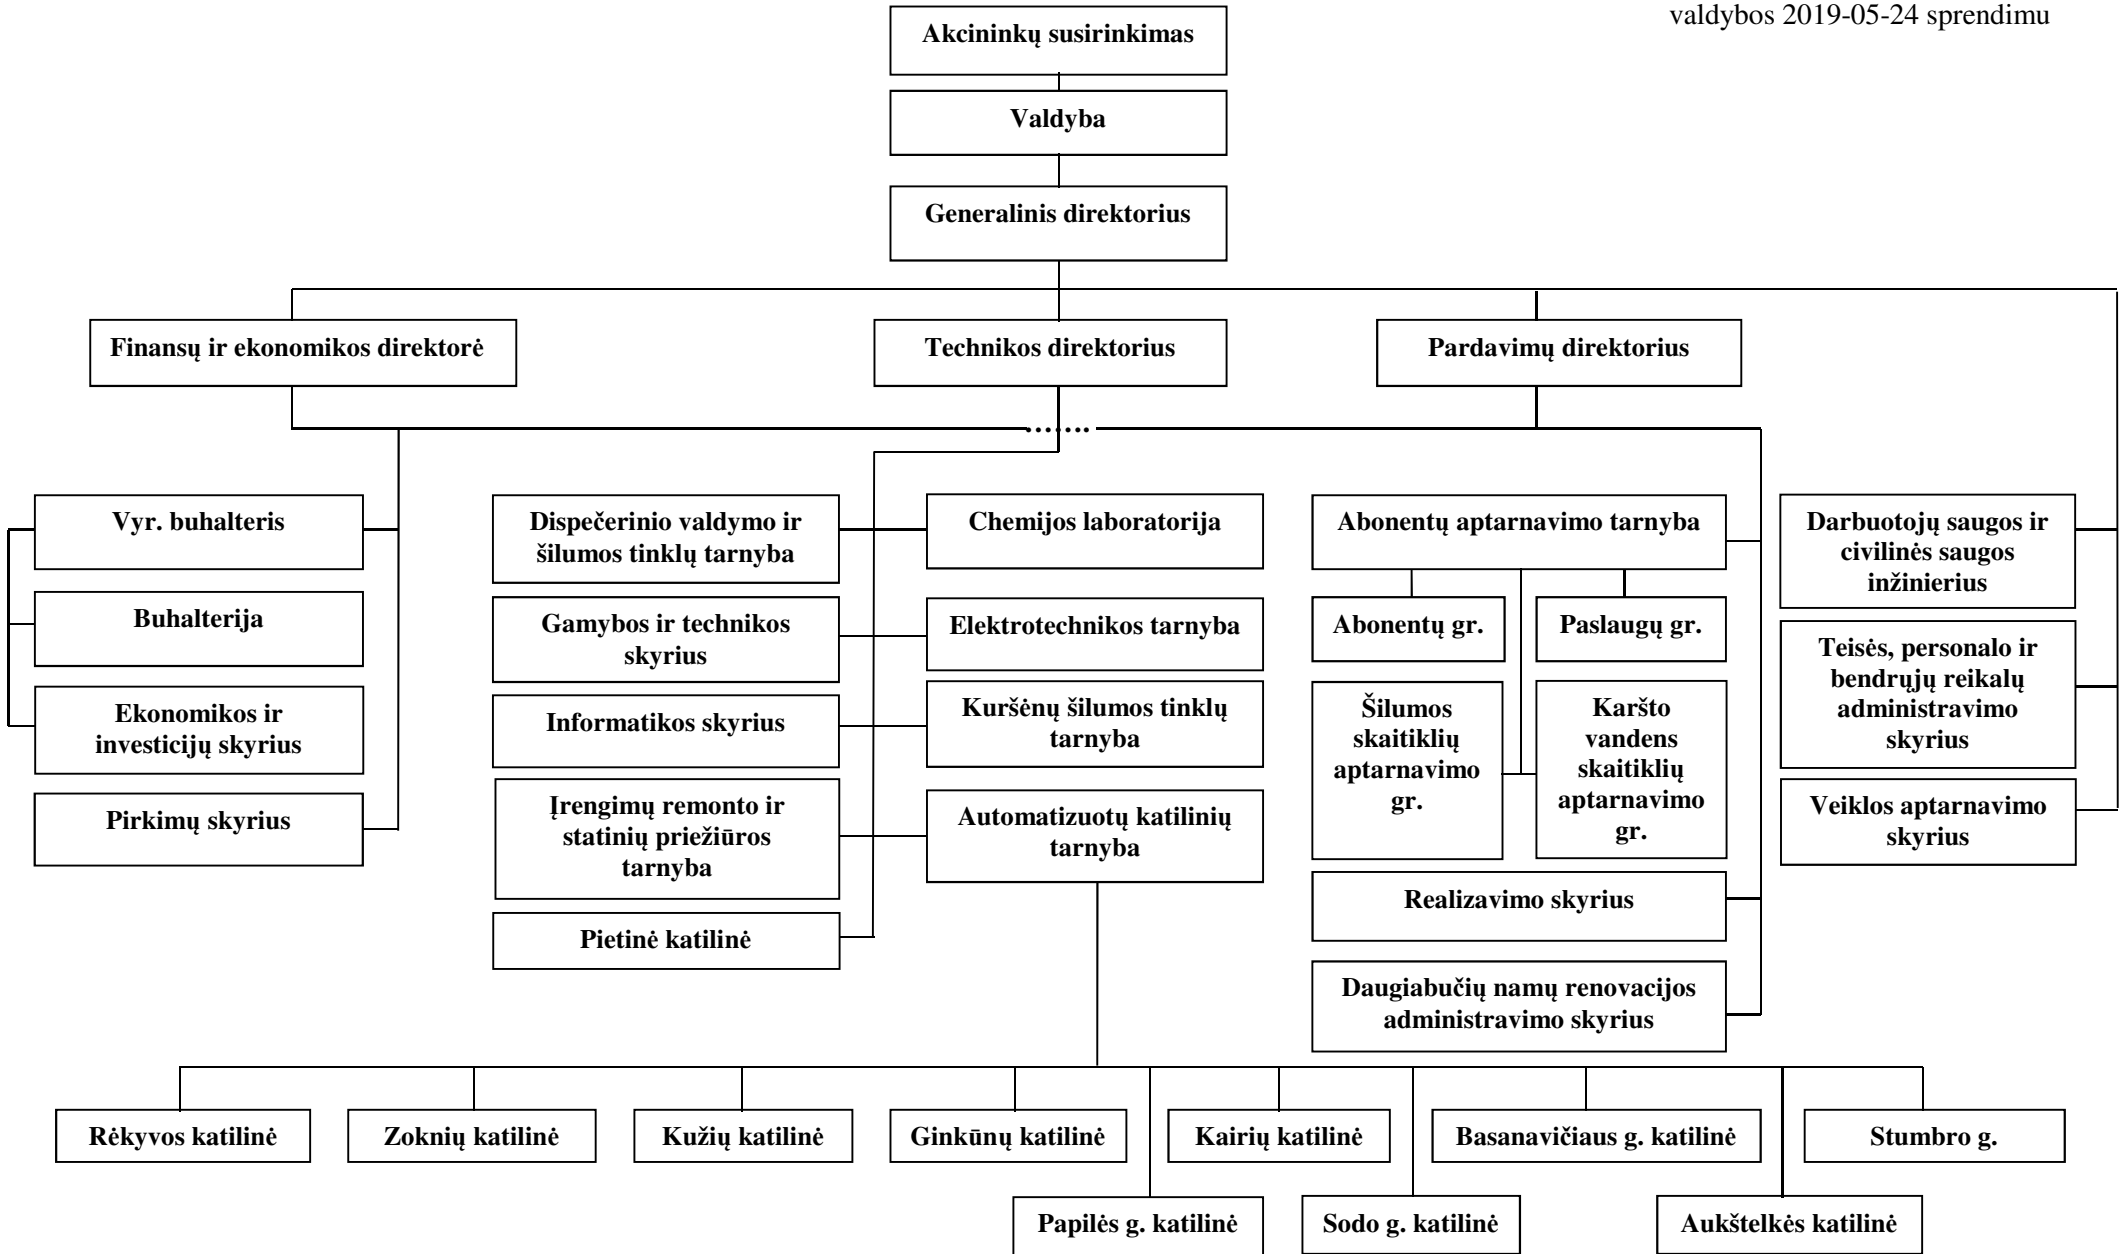 valdybos 2019-05-24 sprendimu
Akcininkų susirinkimas
Valdyba
Generalinis direktorius
Finansų ir ekonomikos direktorė
Technikos direktorius
Pardavimų direktorius
.......
Vyr. buhalteris
Buhalterija
Ekonomikos ir
investicijų skyrius
Pirkimų skyrius
Dispečerinio valdymo ir
šilumos tinklų tarnyba
Gamybos ir technikos
skyrius
Informatikos skyrius
Įrengimų remonto ir
statinių priežiūros
tarnyba
Pietinė katilinė
Chemijos laboratorija
Elektrotechnikos tarnyba
Kuršėnų šilumos tinklų
tarnyba
Automatizuotų katilinių
tarnyba
Abonentų aptarnavimo tarnyba
Abonentų gr.
Paslaugų gr.
Šilumos
skaitiklių
aptarnavimo
gr.
Karšto
vandens
skaitiklių
aptarnavimo
gr.
Realizavimo skyrius
Daugiabučių namų renovacijos
administravimo skyrius
Darbuotojų saugos ir
civilinės saugos
inžinierius
Teisės, personalo ir
bendrųjų reikalų
administravimo
skyrius
Veiklos aptarnavimo
skyrius
Rėkyvos katilinė
Zoknių katilinė
Kužių katilinė
Ginkūnų katilinė
Kairių katilinė
Basanavičiaus g. katilinė
Stumbro g.
Papilės g. katilinė
Sodo g. katilinė
Aukštelkės katilinė